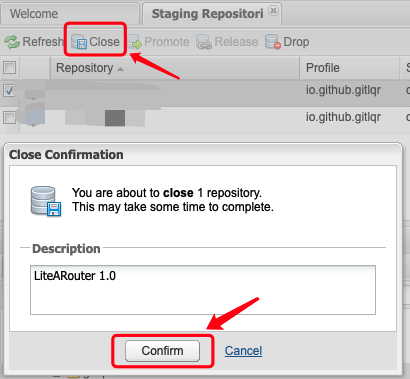 Welcome
Staging Repositori
Refresh Close Promote Release Drop
Repository Profile
io.github.gitlqr
io.github.gitlqr
Close Confirmation
You are about to close 1 repository.
This may take some time to complete.
Description
LiteARouter 1.0
Confirm Cancel